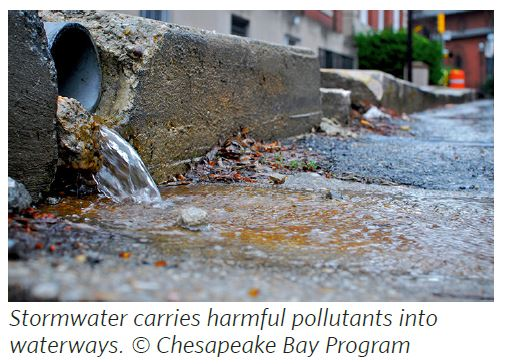 Stormwater carries harmful pollutants into
waterways. © Chesapeake Bay Program